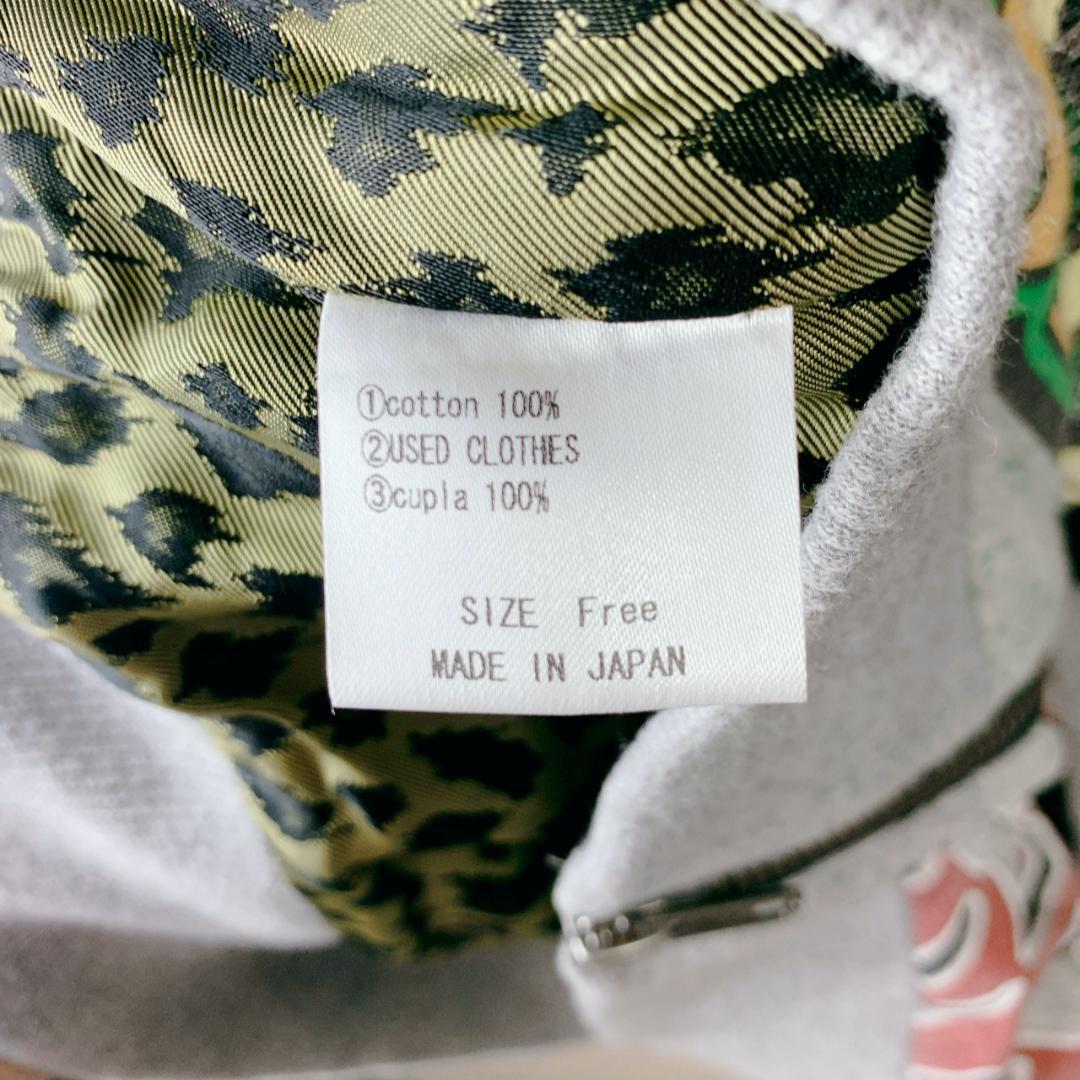 ①cotton 100%
②USED CLOTHES
③cupla 100%
SIZE Free
MADE IN JAPAN